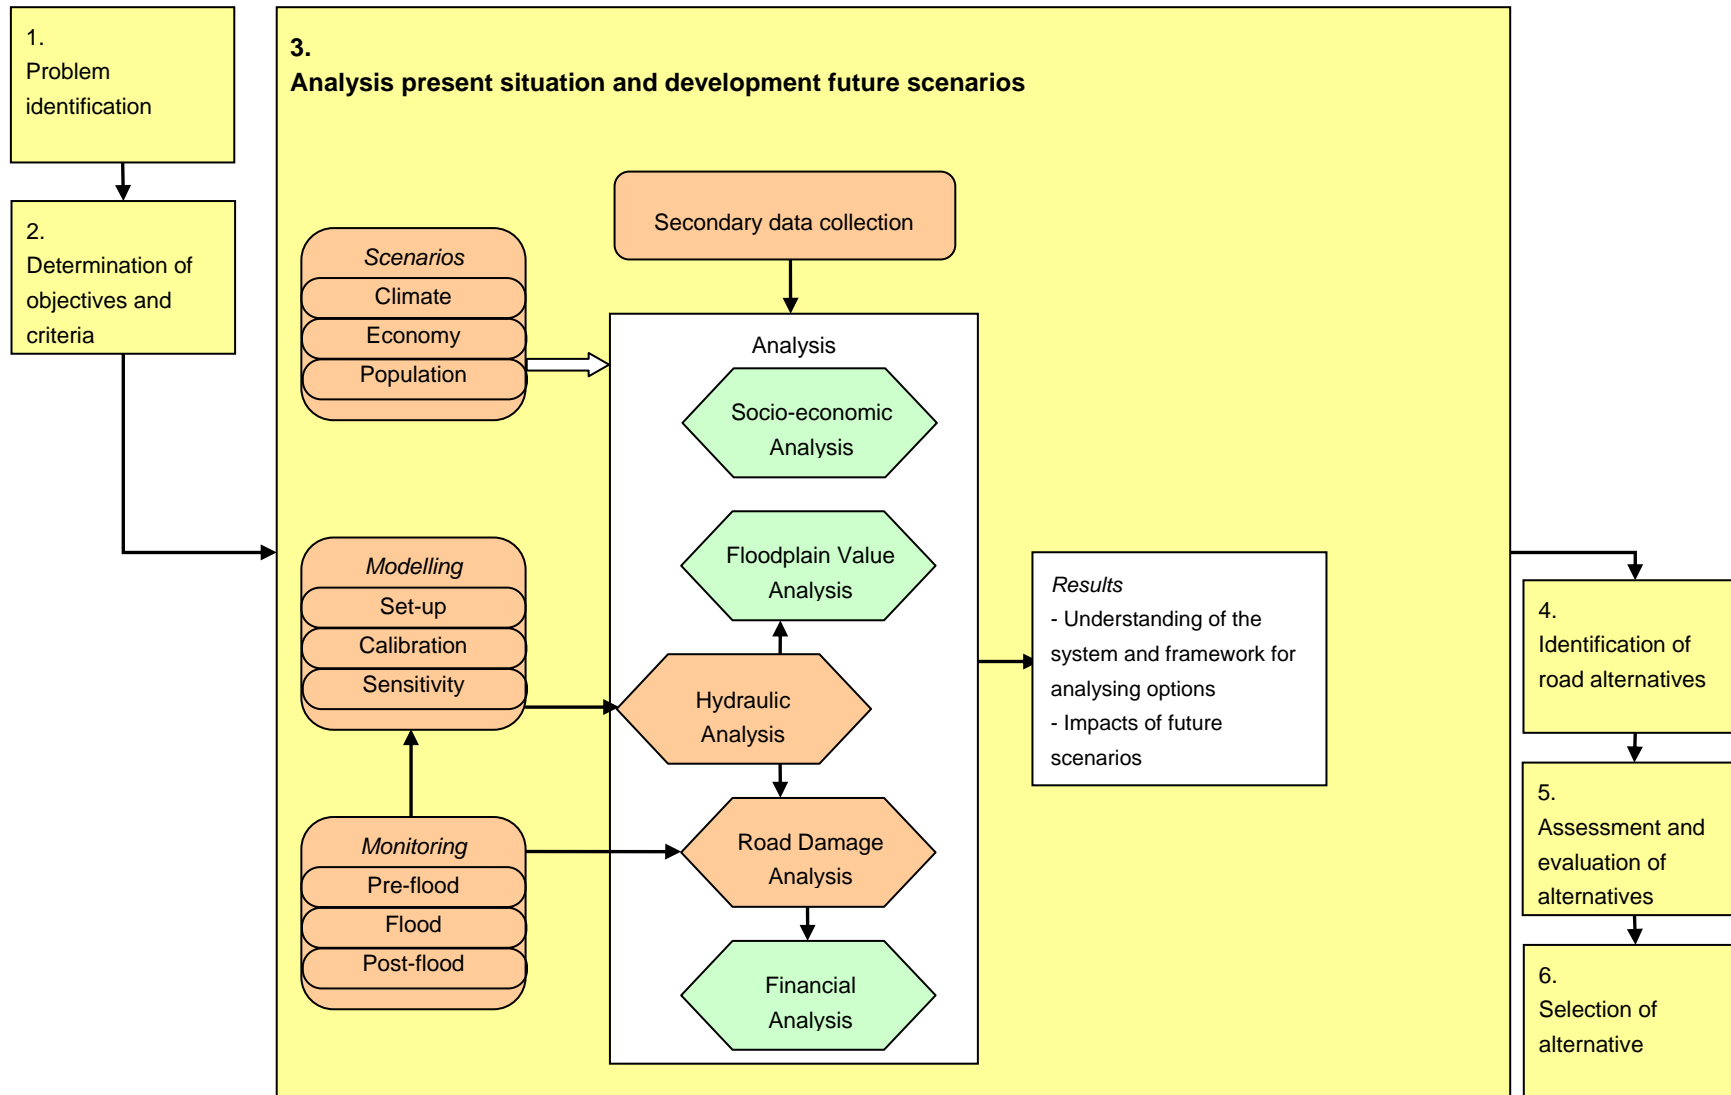 1.
Problem
identification
2.
Determination of
objectives and
criteria
3.
Analysis present situation and development future scenarios
Secondary data collection
Scenarios
Climate
Economy
Population
Modelling
Set-up
Calibration
Sensitivity
Monitoring
Pre-flood
Flood
Post-flood
Analysis
Socio-economic
Analysis
Floodplain Value
Analysis
Hydraulic
Analysis
Road Damage
Analysis
Financial
Analysis
Results
- Understanding of the
system and framework for
analysing options
- Impacts of future
scenarios
4.
Identification of
road alternatives
5.
Assessment and
evaluation of
alternatives
6.
Selection of
alternative